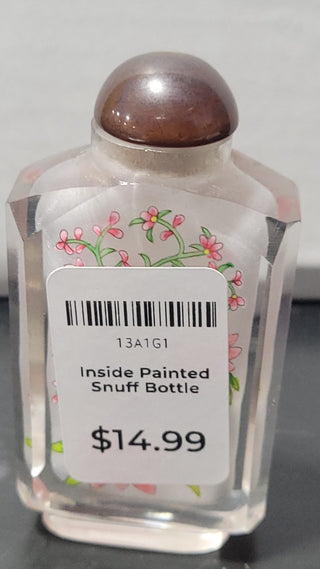 13A1G1
Inside Painted
Snuff Bottle
$14.99